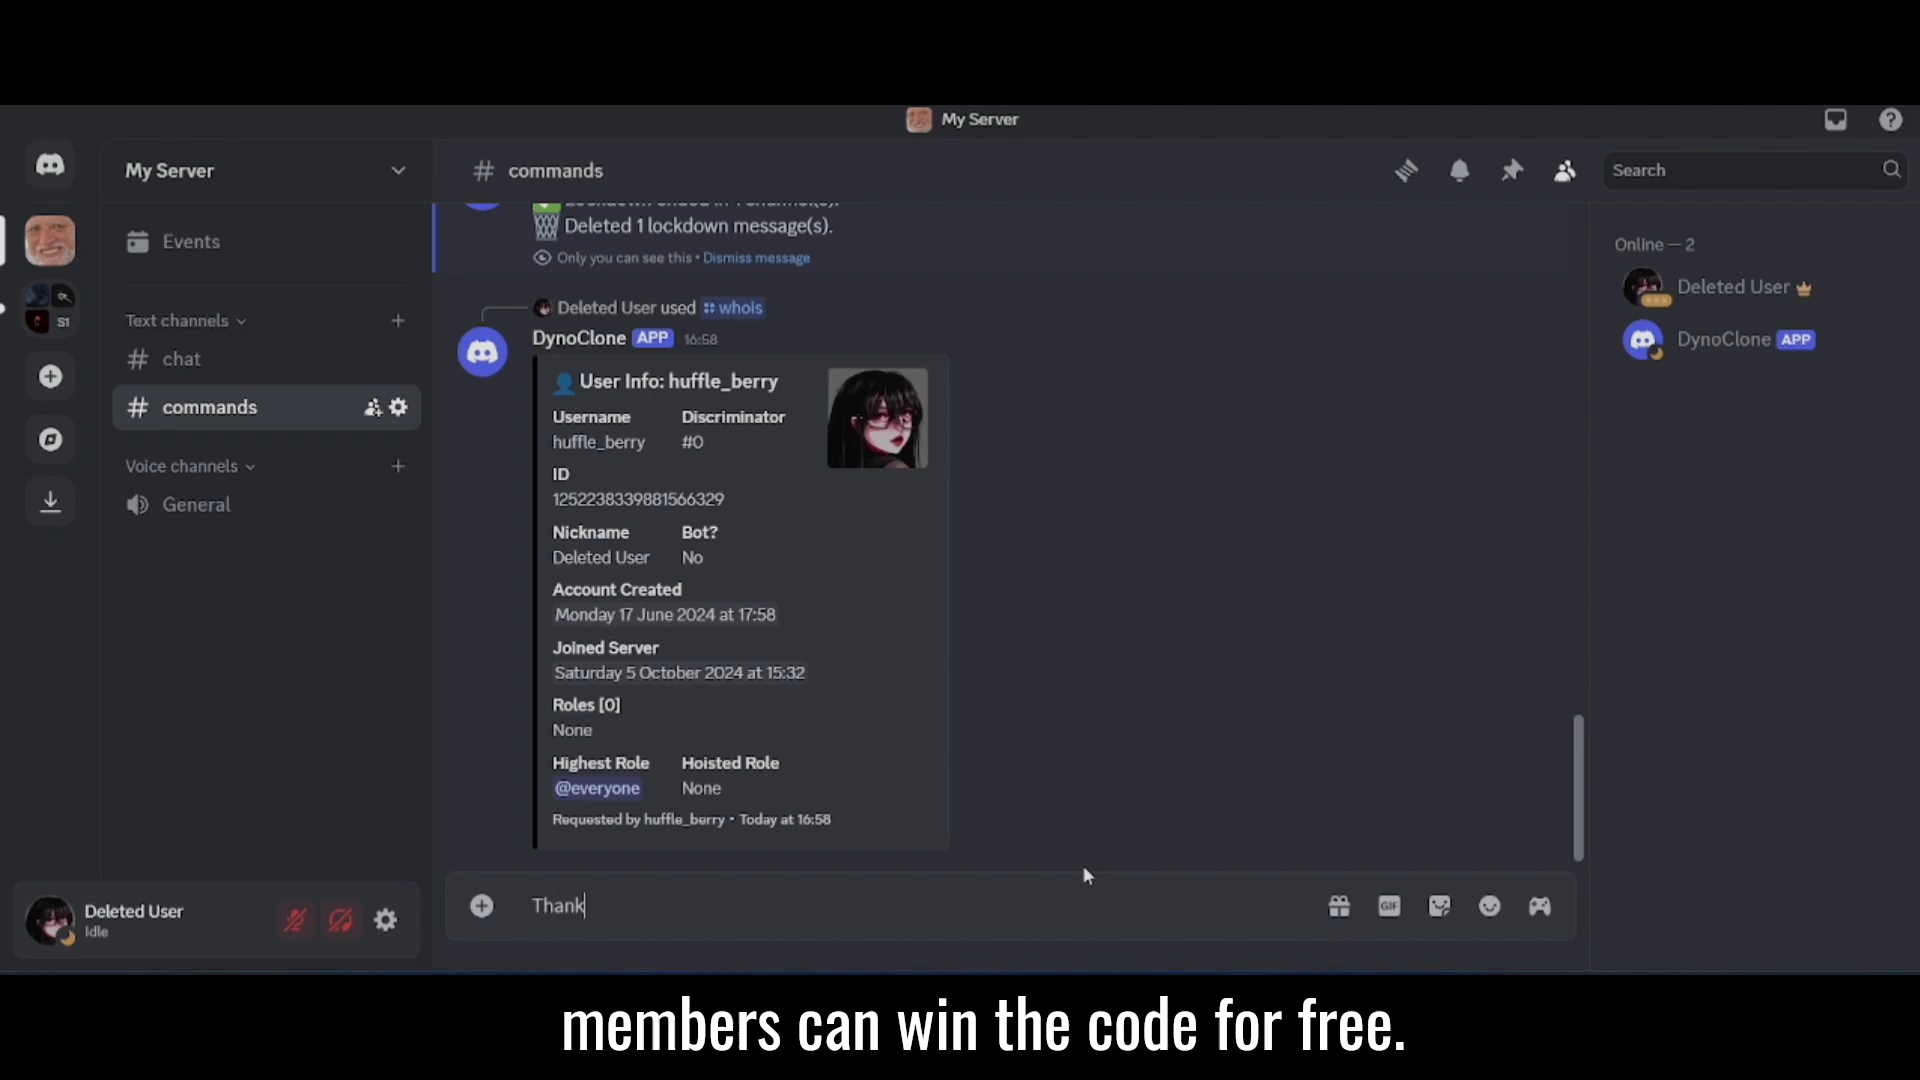 My Server
My Server
# commands
Search
Events
Text channels
# chat
# commands
Voice channels
General
S1
Deleted 1 lockdown message(s).
Only you can see this • Dismiss message
Deleted User used whois
DynoClone APP 16:58
User Info: huffle_berry
Username Discriminator
huffle_berry #0
ID
1252238339881566329
Nickname Bot?
Deleted User No
Account Created
Monday 17 June 2024 at 17:58
Joined Server
Saturday 5 October 2024 at 15:32
Roles [0]
None
Highest Role Hoisted Role
@everyone None
Requested by huffle_berry • Today at 16:58
Online — 2
Deleted User
DynoClone APP
Deleted User
Idle
Thank
GIF
members can win the code for free.